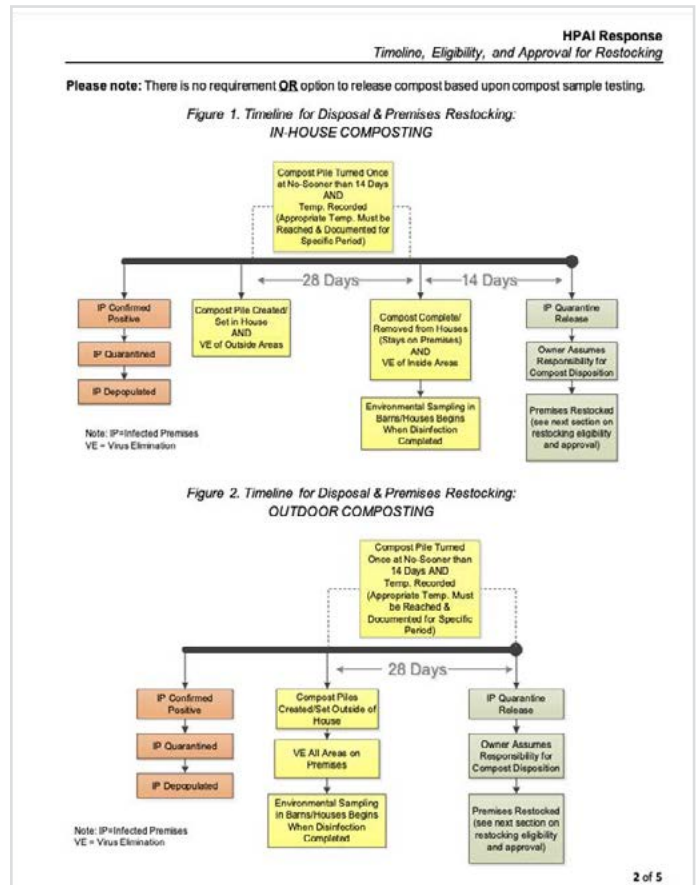 HPAI Response
Timeline, Eligibility, and Approval for Restocking
Please note: There is no requirement OR option to release compost based upon compost sample testing.
Figure 1. Timeline for Disposal & Premises Restocking:
IN-HOUSE COMPOSTING
Compost Pile Turned Once
at No-Sooner than 14 Days
AND
Temp. Recorded
(Appropriate Temp. Must be
Reached & Documented for
Specific Period)
28 Days
14 Days
IP Confirmed
Positive
IP Quarantined
IP Depopulated
Compost Pile Created/
Set in House
AND
VE of Outside Areas
Compost Complete/
Removed from Houses
(Stays on Premises)
AND
VE of Inside Areas
Environmental Sampling in
Barns/Houses Begins
When Disinfection
Completed
IP Quarantine
Release
Owner Assumes
Responsibility for
Compost Disposition
Premises Restocked
(see next section on
restocking eligibility
and approval)
Note: IP=Infected Premises
VE = Virus Elimination
Figure 2. Timeline for Disposal & Premises Restocking:
OUTDOOR COMPOSTING
Compost Pile Turned
Once at No-Sooner than
14 Days AND
Temp. Recorded
(Appropriate Temp. Must
be Reached &
Documented for Specific
Period)
28 Days
IP Confirmed
Positive
IP Quarantined
IP Depopulated
Compost Piles
Created/Set Outside of
House
VE All Areas on
Premises
Environmental Sampling
in Barns/Houses Begins
When Disinfection
Completed
IP Quarantine
Release
Owner Assumes
Responsibility for
Compost Disposition
Premises Restocked
(see next section on
restocking eligibility
and approval)
Note: IP=Infected Premises
VE = Virus Elimination
2 of 5